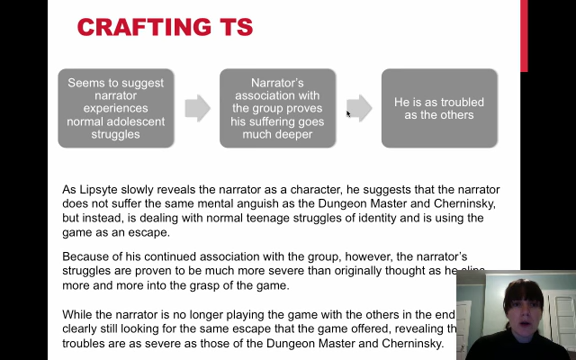 CRAFTING TS
Seems to suggest
narrator
experiences
normal adolescent
struggles
Narrator's
association with
the group proves
his suffering goes
much deeper
He is as troubled
as the others
As Lipsyte slowly reveals the narrator as a character, he suggests that the narrator
does not suffer the same mental anguish as the Dungeon Master and Cherninsky,
but instead, is dealing with normal teenage struggles of identity and is using the
game as an escape.
Because of his continued association with the group, however, the narrator's
struggles are proven to be much more severe than originally thought as he
more and more into the grasp of the game.
While the narrator is no longer playing the game with the others in the end
clearly still looking for the same escape that the game offered, revealing
troubles are as severe as those of the Dungeon Master and Cherninsky.